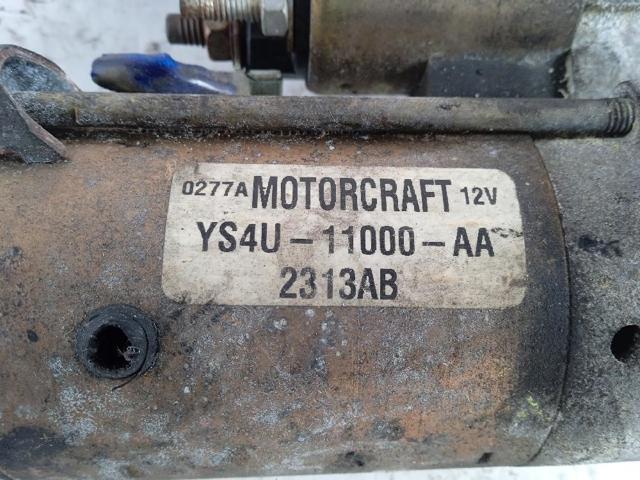 0277A MOTORCRAFT 12V
YS4U-11000-AA
2313AB